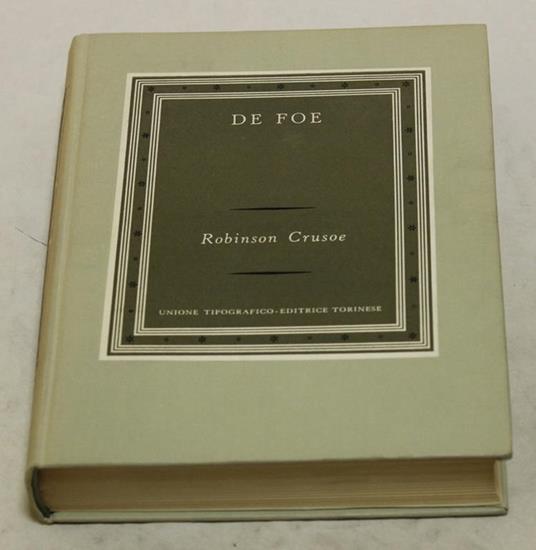 DE FOE
Robinson Crusoe
UNIONE TIPOGRAFICO-EDITRICE TORINESE